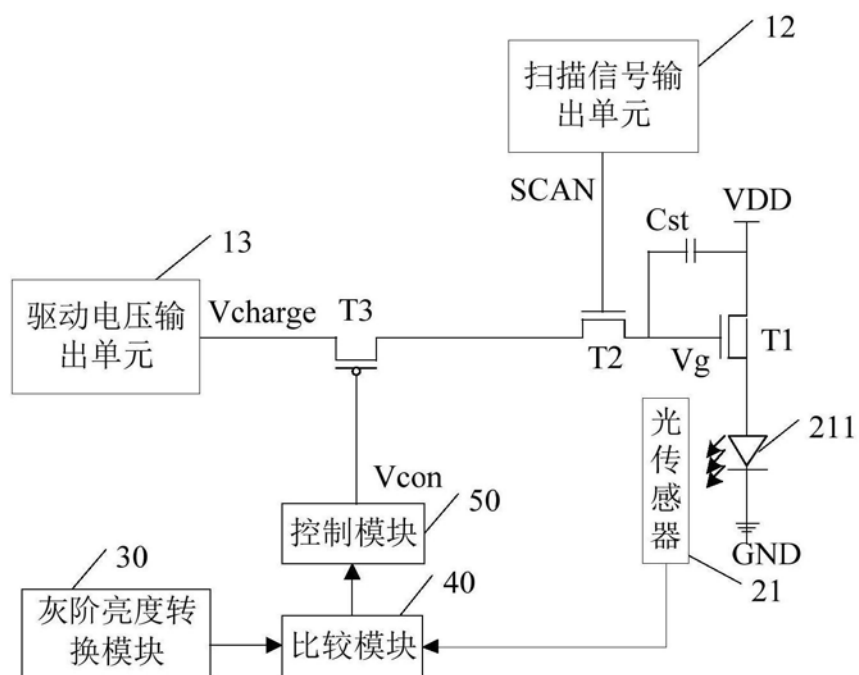 12
扫描信号输
出单元
SCAN
VDD
Cst
13
驱动电压输
出单元
Vcharge
T3
T2
Vg
T1
光
传
感
器
211
Vcon
50
控制模块
GND
21
30
40
灰阶亮度转
换模块
比较模块